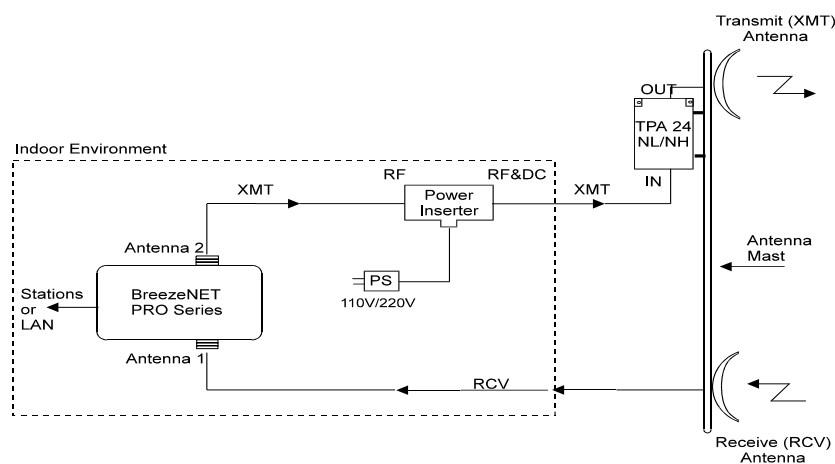 Transmit (XMT)
Antenna
OUT
TPA 24
NL/NH
IN
Indoor Environment
XMT
RF
RF&DC
XMT
Power
Inserter
Antenna 2
Antenna
Mast
PS
110V/220V
Stations
or
LAN
BreezeNET
PRO Series
Antenna 1
RCV
Receive (RCV)
Antenna